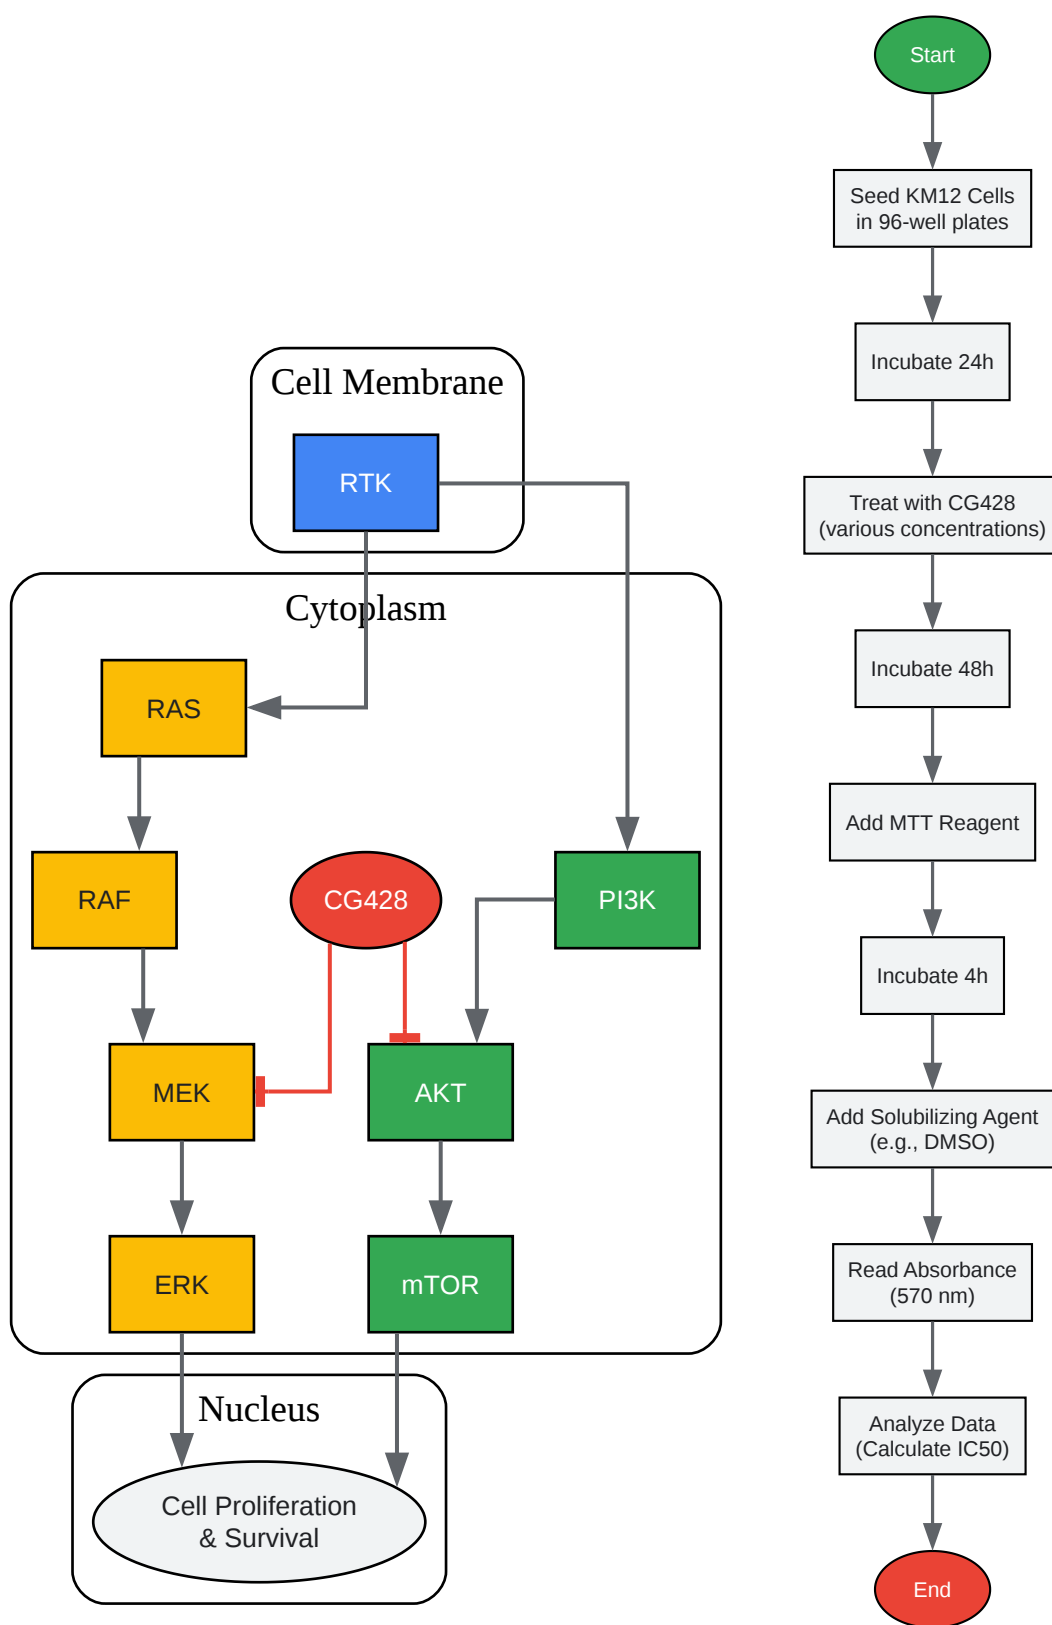 Cell Membrane
RTK
Cytoplasm
RAS
RAF
CG428
PI3K
MEK
AKT
ERK
mTOR
Nucleus
Cell Proliferation
& Survival
Start
Seed KM12 Cells
in 96-well plates
Incubate 24h
Treat with CG428
(various concentrations)
Incubate 48h
Add MTT Reagent
Incubate 4h
Add Solubilizing Agent
(e.g., DMSO)
Read Absorbance
(570 nm)
Analyze Data
(Calculate IC50)
End